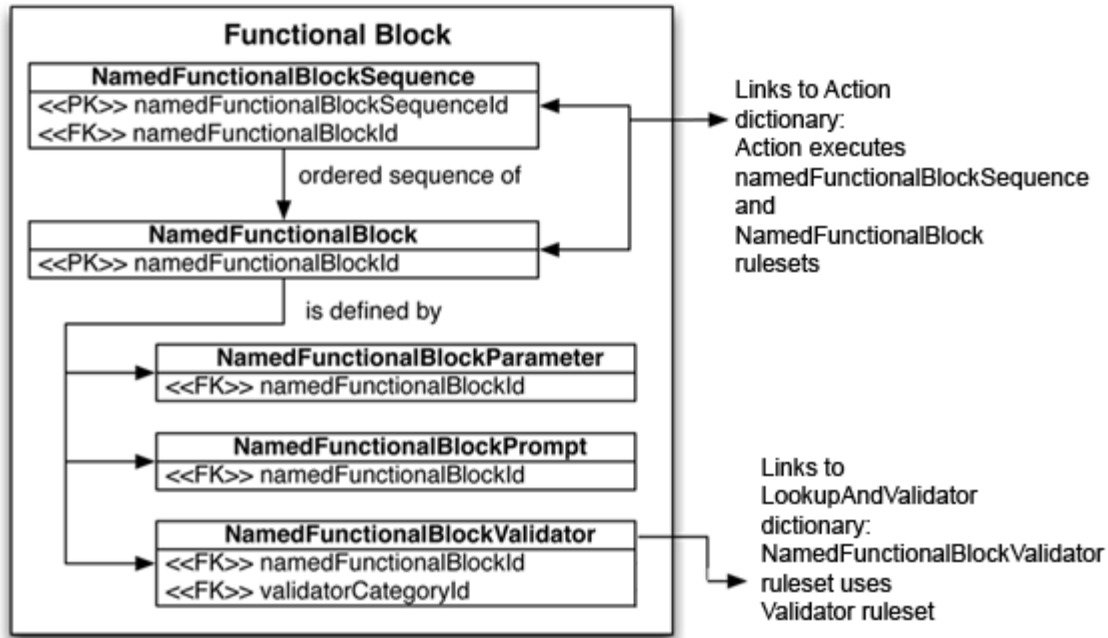 Functional Block
NamedFunctionalBlockSequence
<<PK>> namedFunctionalBlockSequenceId
<<FK>> namedFunctionalBlockId
ordered sequence of
NamedFunctionalBlock
<<PK>> namedFunctionalBlockId
is defined by
NamedFunctionalBlockParameter
<<FK>> namedFunctionalBlockId
NamedFunctionalBlockPrompt
<<FK>> namedFunctionalBlockId
NamedFunctionalBlockValidator
<<FK>> namedFunctionalBlockId
<<FK>> validatorCategoryId
Links to Action
dictionary:
Action executes
namedFunctionalBlockSequence
and
NamedFunctionalBlock
rulesets
Links to
LookupAndValidator
dictionary:
NamedFunctionalBlockValidator
ruleset uses
Validator ruleset